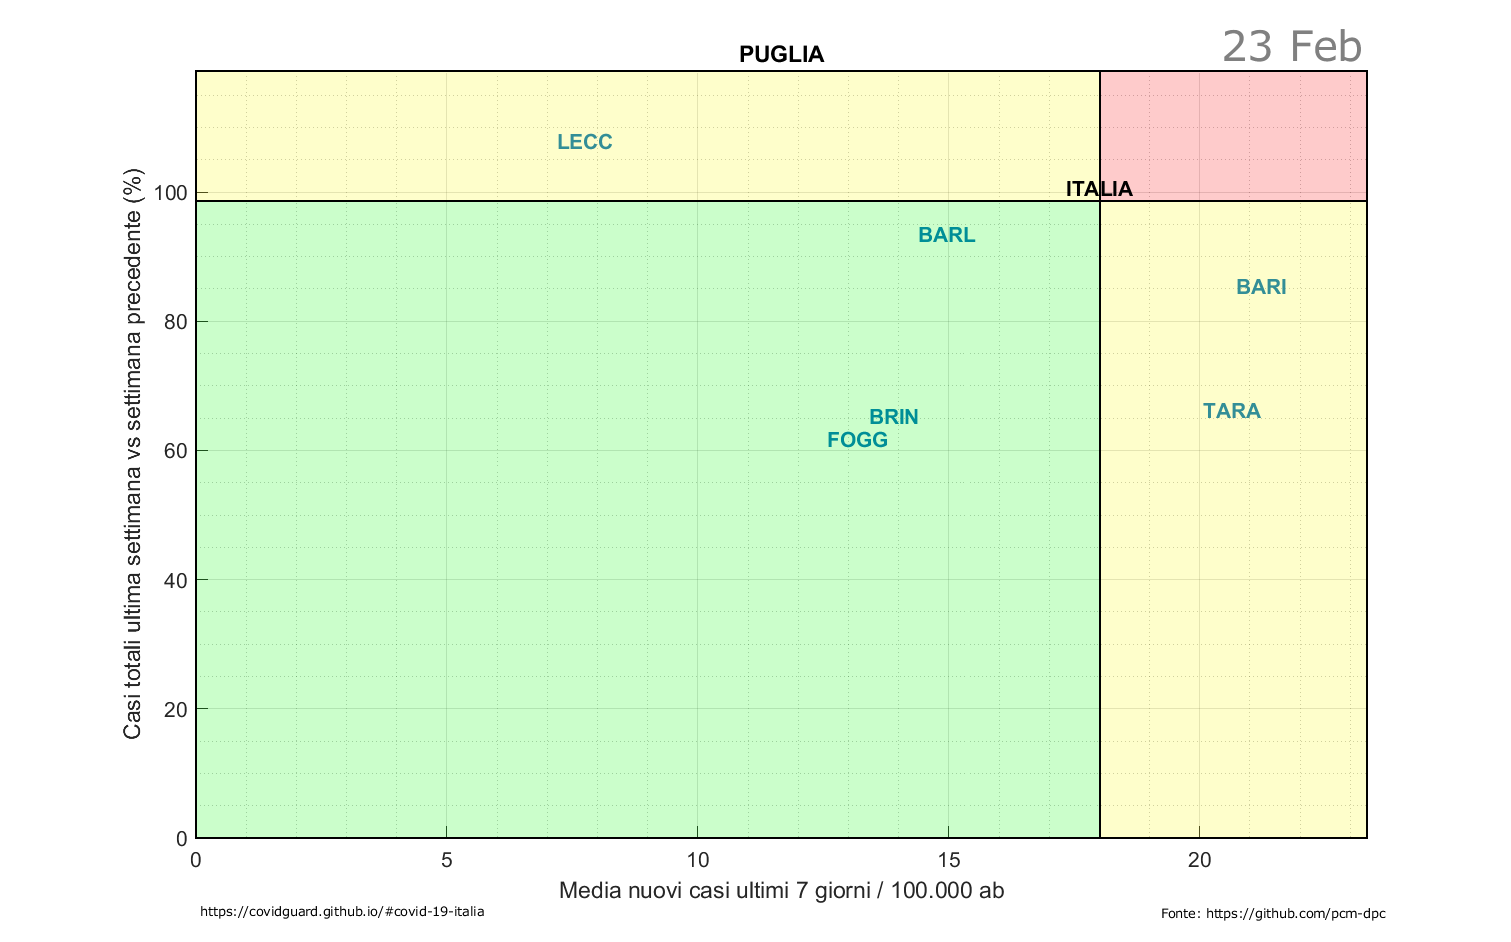 23 Feb
PUGLIA
LECC
ITALIA
BARL
BARI
TARA
BRIN
FOGG
Casi totali ultima settimana vs settimana precedente (%)
100
80
60
40
20
0
0 5 10 15 20
Media nuovi casi ultimi 7 giorni / 100.000 ab
https://covidguard.github.io/#covid-19-italia
Fonte: https://github.com/pcm-dpc